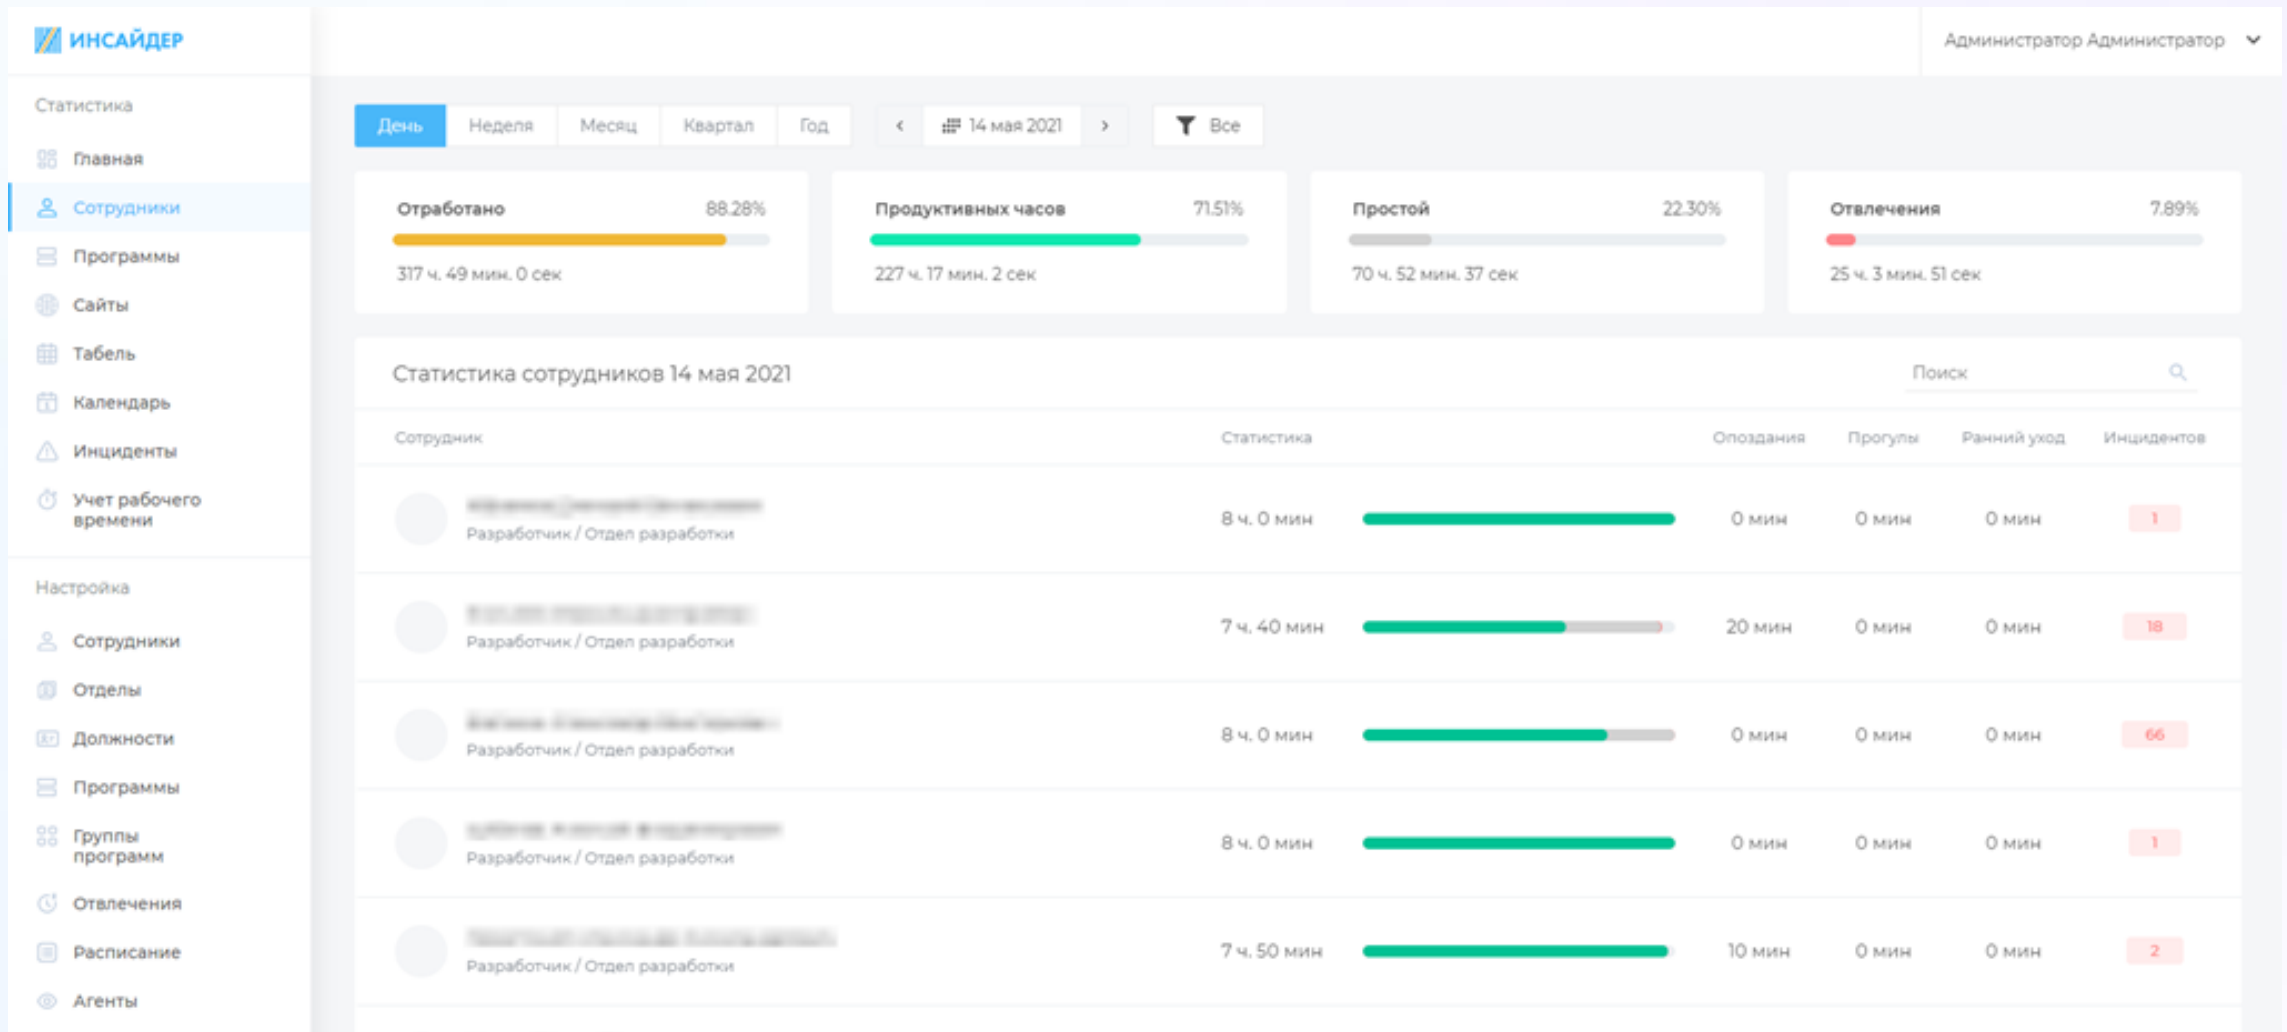 ИНСАЙДЕР
Администратор Администратор
Статистика
Главная
Сотрудники
Программы
Сайты
Табель
Календарь
Инциденты
Учет рабочего
времени
Настройка
Сотрудники
Отделы
Должности
Программы
Группы
программ
Отвлечения
Расписание
Агенты
День Неделя Месяц Квартал Год 14 мая 2021 Все
Отработано 88.28%
317 ч. 49 мин. 0 сек
Продуктивных часов 71.51%
227 ч. 17 мин. 2 сек
Простой 22.30%
70 ч. 52 мин. 37 сек
Отвлечения 7.89%
25 ч. 3 мин. 51 сек
Статистика сотрудников 14 мая 2021 Поиск
Сотрудник Статистика Опоздания Прогулы Ранний уход Инцидентов
Разработчик / Отдел разработки 8 ч. 0 мин 0 мин 0 мин 0 мин 1
Разработчик / Отдел разработки 7 ч. 40 мин 20 мин 0 мин 0 мин 18
Разработчик / Отдел разработки 8 ч. 0 мин 0 мин 0 мин 0 мин 66
Разработчик / Отдел разработки 8 ч. 0 мин 0 мин 0 мин 0 мин 1
Разработчик / Отдел разработки 7 ч. 50 мин 10 мин 0 мин 0 мин 2